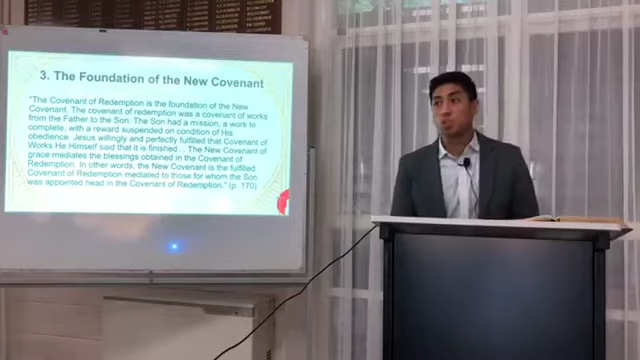 3. The Foundation of the New Covenant
"The Covenant of Redemption is the foundation of the New
Covenant. The covenant of redemption was a covenant of works
from the Father to the Son. The Son had a mission, a work to
complete, with a reward suspended on condition of His
obedience. Jesus willingly and perfectly fulfilled that Covenant of
Works He Himself said that it is finished... The New Covenant of
grace mediates the blessings obtained in the Covenant of
Redemption. In other words, the New Covenant is the fulfilled
Covenant of Redemption mediated to those for whom the Son
was appointed head in the Covenant of Redemption." (p 170)